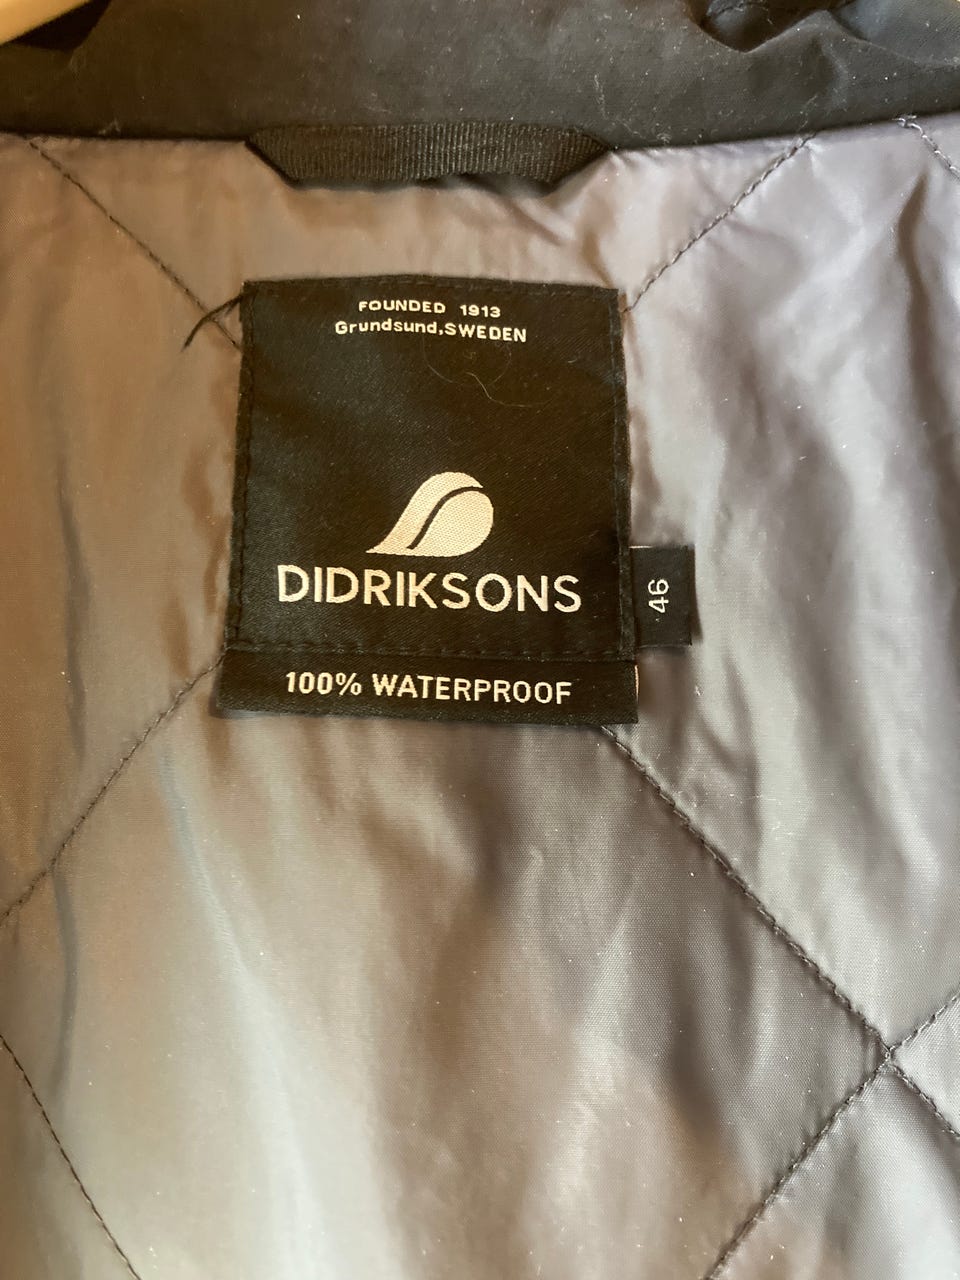 FOUNDED 1913
Grundsund,SWEDEN
DIDRIKSONS
46
100% WATERPROOF